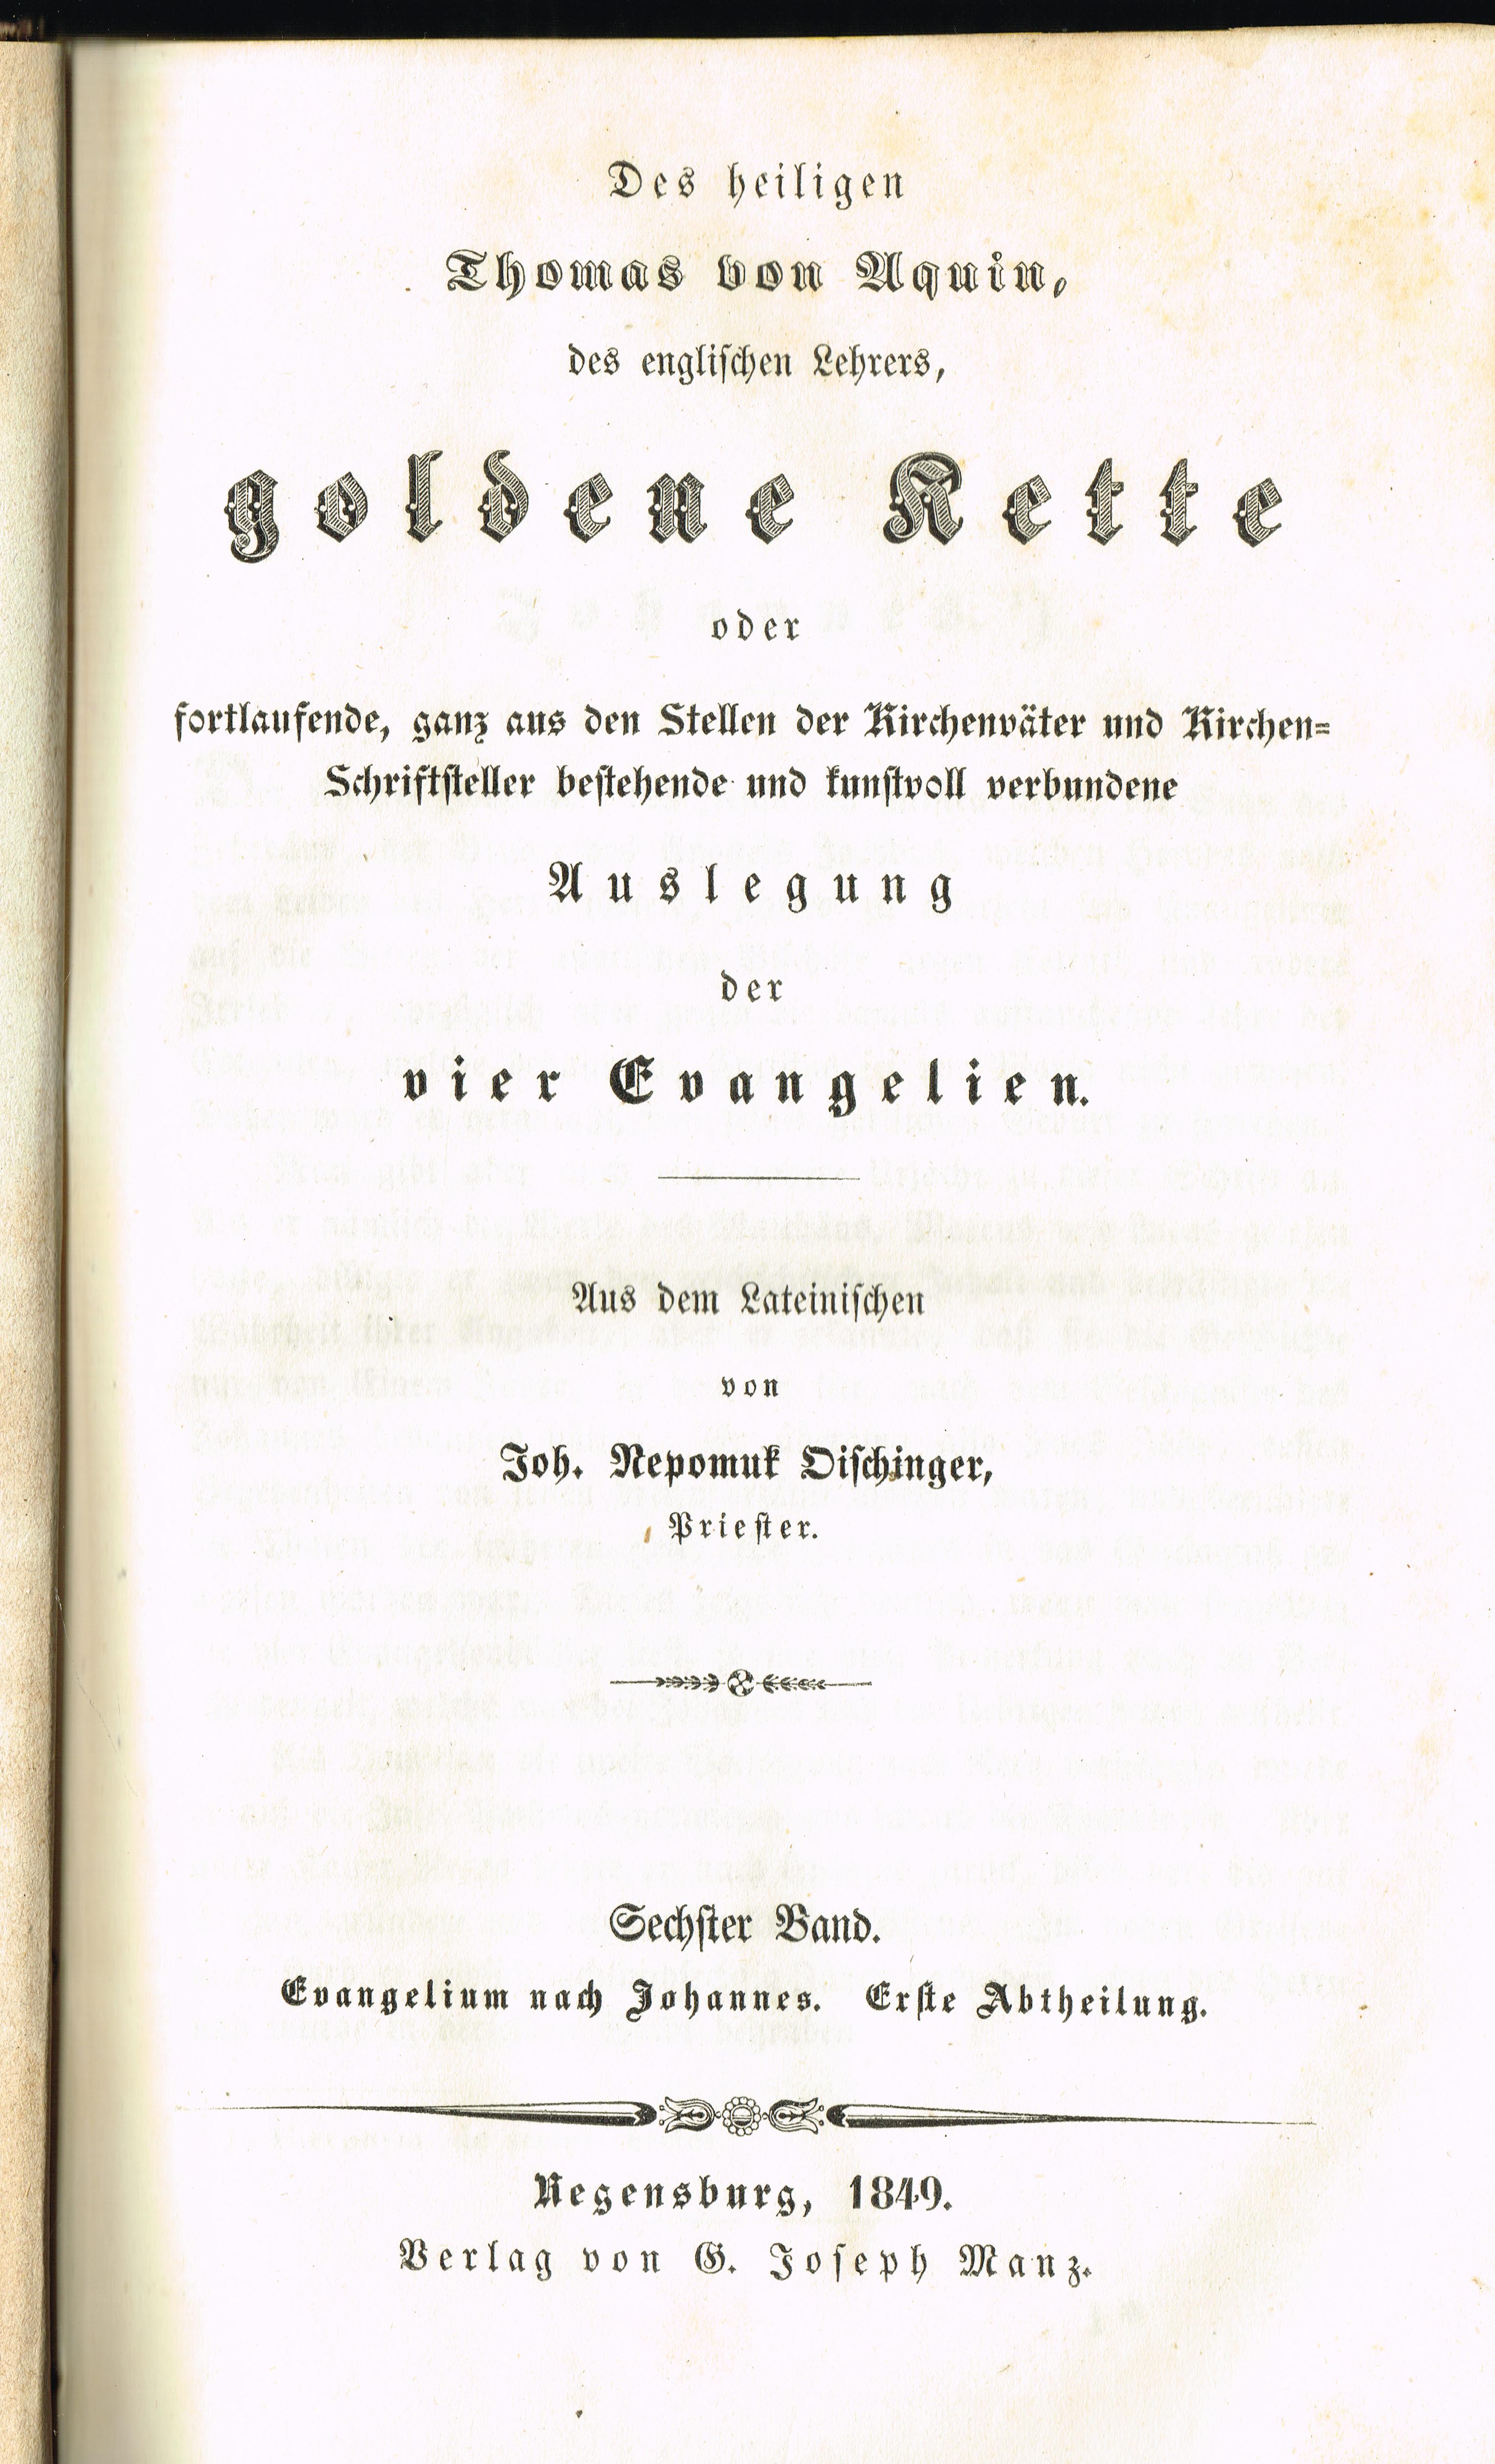 Des heiligen
Thomas von Aquin,
des englischen Lehrers,
goldene Kette
oder
fortlaufende, ganz aus den Stellen der Kirchenväter und Kirchen=
Schriftsteller bestehende und kunstvoll verbundene
Auslegung
der
vier Evangelien.
Aus dem Lateinischen
von
Joh. Nepomuk Oischinger,
Priester.
Sechster Band.
Evangelium nach Johannes. Erste Abtheilung.
Regensburg, 1849.
Verlag von G. Joseph Manz.